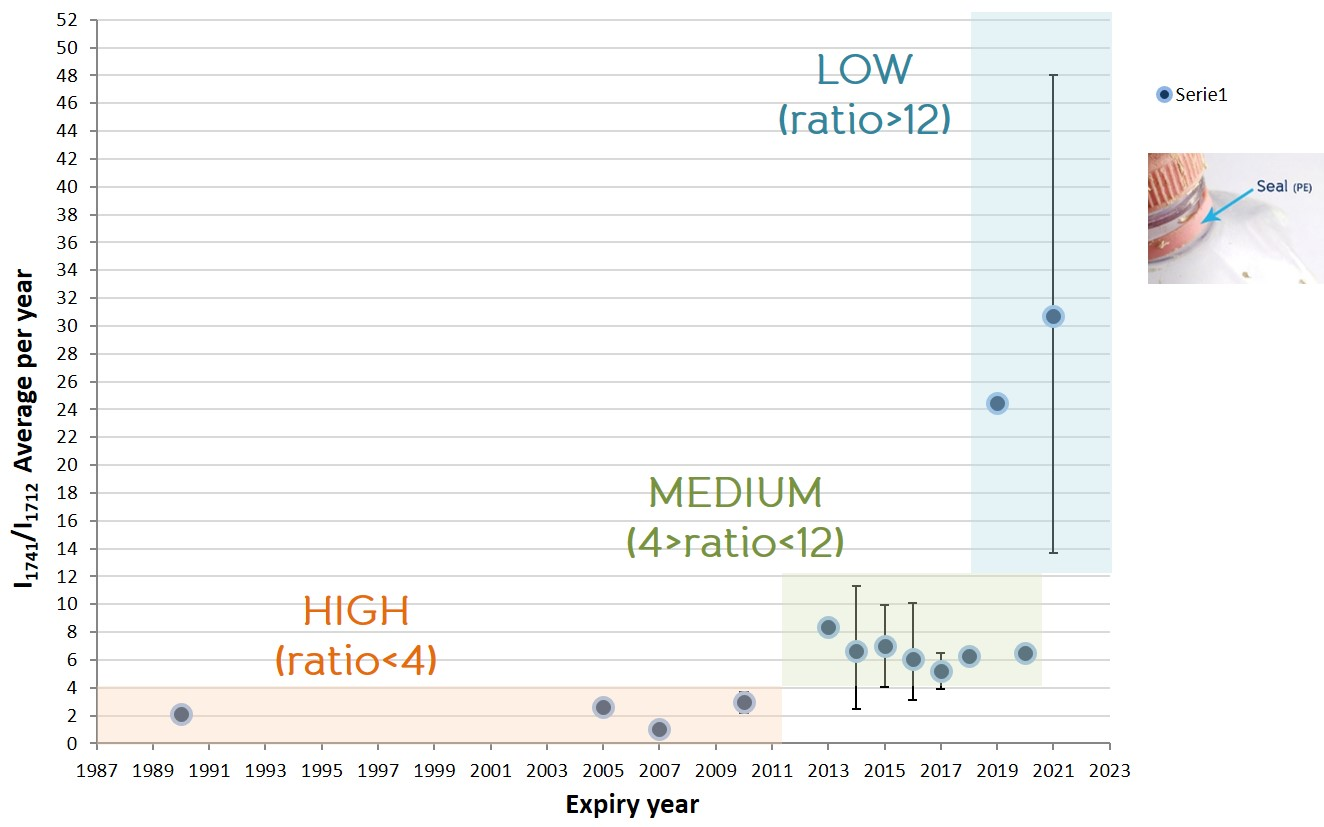 52
50
48
46
44
42
40
38
36
34
32
30
28
26
24
22
20
18
16
14
12
10
8
6
4
2
0
I1741/I1712 Average per year
LOW
(ratio>12)
MEDIUM
(4>ratio<12)
HIGH
(ratio<4)
1987 1989 1991 1993 1995 1997 1999 2001 2003 2005 2007 2009 2011 2013 2015 2017 2019 2021 2023
Expiry year
Serie1
Seal (PE)